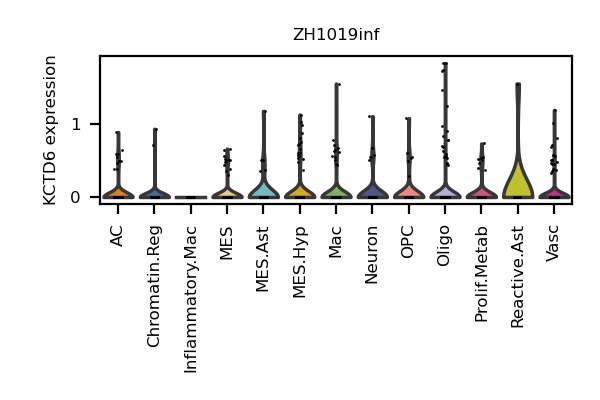 ZH1019inf
KCTD6 expression
1
0
AC
Chromatin.Reg
Inflammatory.Mac
MES
MES.Ast
MES.Hyp
Mac
Neuron
OPC
Oligo
Prolif.Metab
Reactive.Ast
Vasc